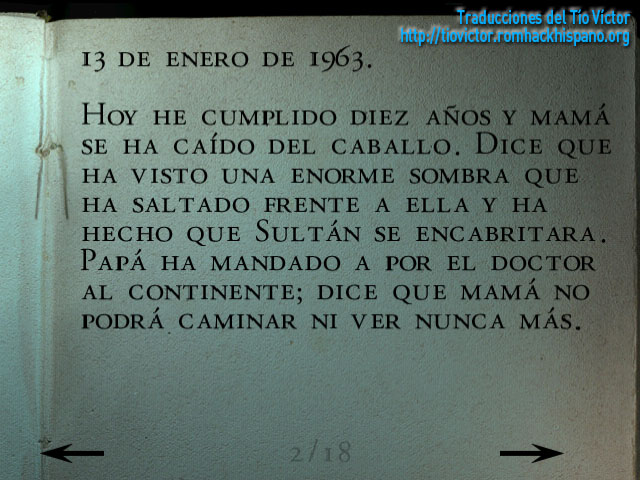 Traducciones del Tío Víctor
http://tiovictor.romhackhispano.org
13 DE ENERO DE 1963.
HOY HE CUMPLIDO DIEZ AÑOS Y MAMÁ
SE HA CAÍDO DEL CABALLO. DICE QUE
HA VISTO UNA ENORME SOMBRA QUE
HA SALTADO FRENTE A ELLA Y HA
HECHO QUE SULTÁN SE ENCABRITARA.
PAPÁ HA MANDADO A POR EL DOCTOR
AL CONTINENTE; DICE QUE MAMÁ NO
PODRÁ CAMINAR NI VER NUNCA MÁS.
2/18